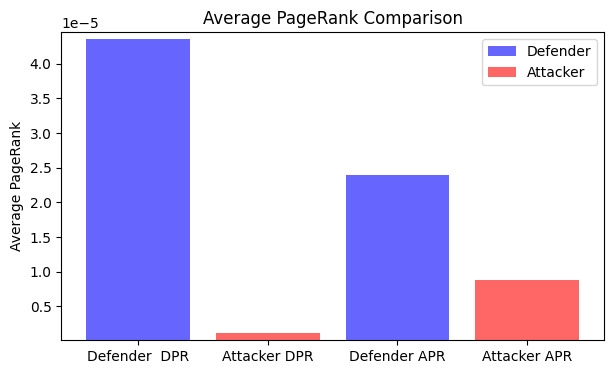 Average PageRank Comparison
1e−5
Average PageRank
4.0
3.5
3.0
2.5
2.0
1.5
1.0
0.5
Defender
Attacker
Defender  DPR
Attacker DPR
Defender APR
Attacker APR